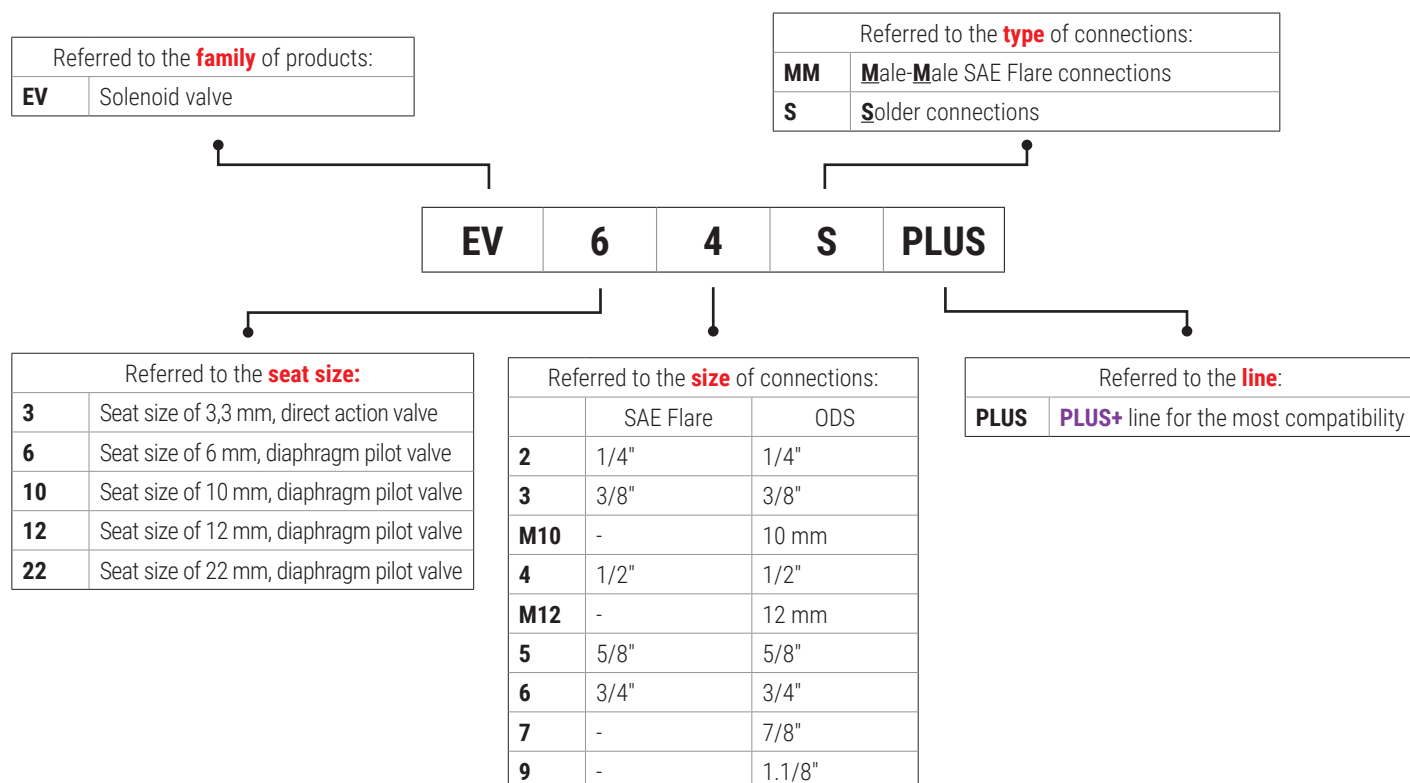 Referred to the family of products:
EV Solenoid valve
Referred to the type of connections:
MM Male-Male SAE Flare connections
S Solder connections
EV 6 4 S PLUS
Referred to the seat size:
3 Seat size of 3,3 mm, direct action valve
6 Seat size of 6 mm, diaphragm pilot valve
10 Seat size of 10 mm, diaphragm pilot valve
12 Seat size of 12 mm, diaphragm pilot valve
22 Seat size of 22 mm, diaphragm pilot valve
Referred to the size of connections:
SAE Flare ODS
2 1/4" 1/4"
3 3/8" 3/8"
M10 - 10 mm
4 1/2" 1/2"
M12 - 12 mm
5 5/8" 5/8"
6 3/4" 3/4"
7 - 7/8"
9 - 1.1/8"
Referred to the line:
PLUS PLUS+ line for the most compatibility